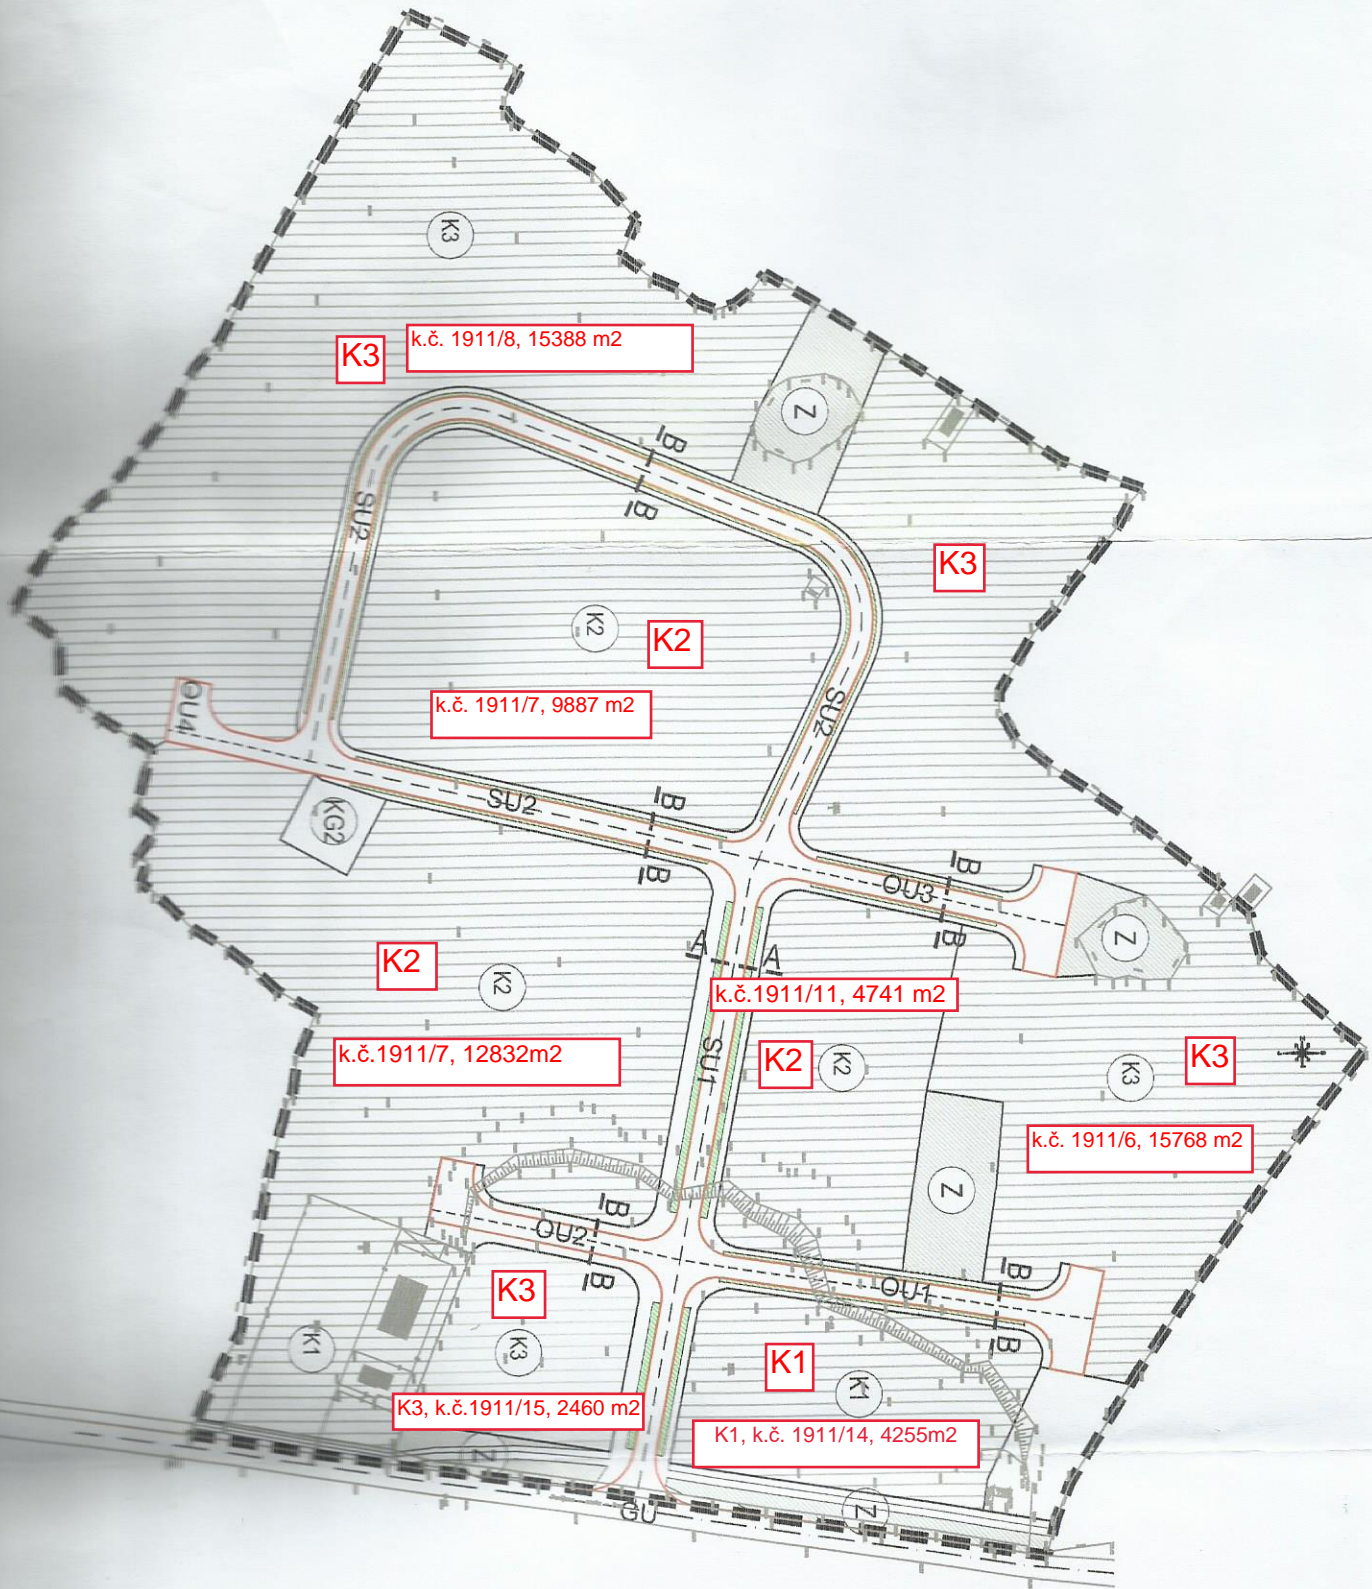 K3
K3
k.č. 1911/8, 15388 m2
Z
B
B
SU2
K3
K2
K2
k.č. 1911/7, 9887 m2
SU2
OU4
SU2
B
B
KG2
B
OU3
B
Z
K2
K2
A
A
k.č.1911/11, 4741 m2
k.č.1911/7, 12832m2
SU1
K2
K2
K3
K3
k.č. 1911/6, 15768 m2
Z
B
OU2
B
B
OU1
B
K3
K3
K1
K1
K1
K3, k.č.1911/15, 2460 m2
K1, k.č. 1911/14, 4255m2
Z
Z
GU